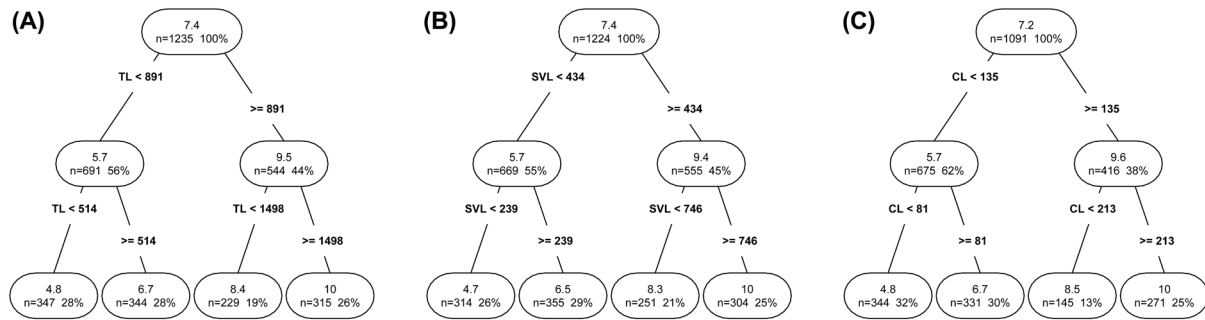 (A)
7.4
n=1235 100%
TL < 891
>= 891
5.7
n=691 56%
9.5
n=544 44%
TL < 514
>= 514
TL < 1498
>= 1498
4.8
n=347 28%
6.7
n=344 28%
8.4
n=229 19%
10
n=315 26%
(B)
7.4
n=1224 100%
SVL < 434
>= 434
5.7
n=669 55%
9.4
n=555 45%
SVL < 239
>= 239
SVL < 746
>= 746
4.7
n=314 26%
6.5
n=355 29%
8.3
n=251 21%
10
n=304 25%
(C)
7.2
n=1091 100%
CL < 135
>= 135
5.7
n=675 62%
9.6
n=416 38%
CL < 81
>= 81
CL < 213
>= 213
4.8
n=344 32%
6.7
n=331 30%
8.5
n=145 13%
10
n=271 25%